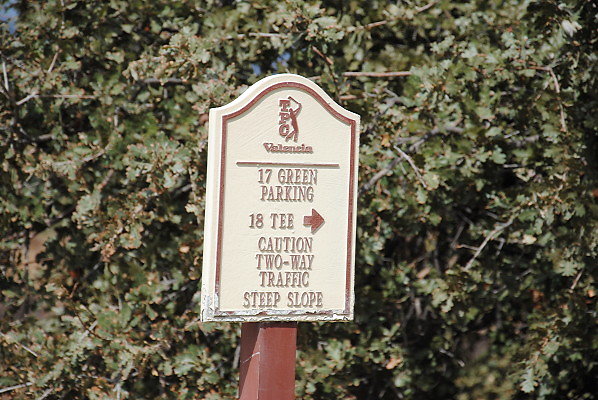 TPC
Valencia
17 GREEN
PARKING
18 TEE
CAUTION
TWO-WAY
TRAFFIC
STEEP SLOPE